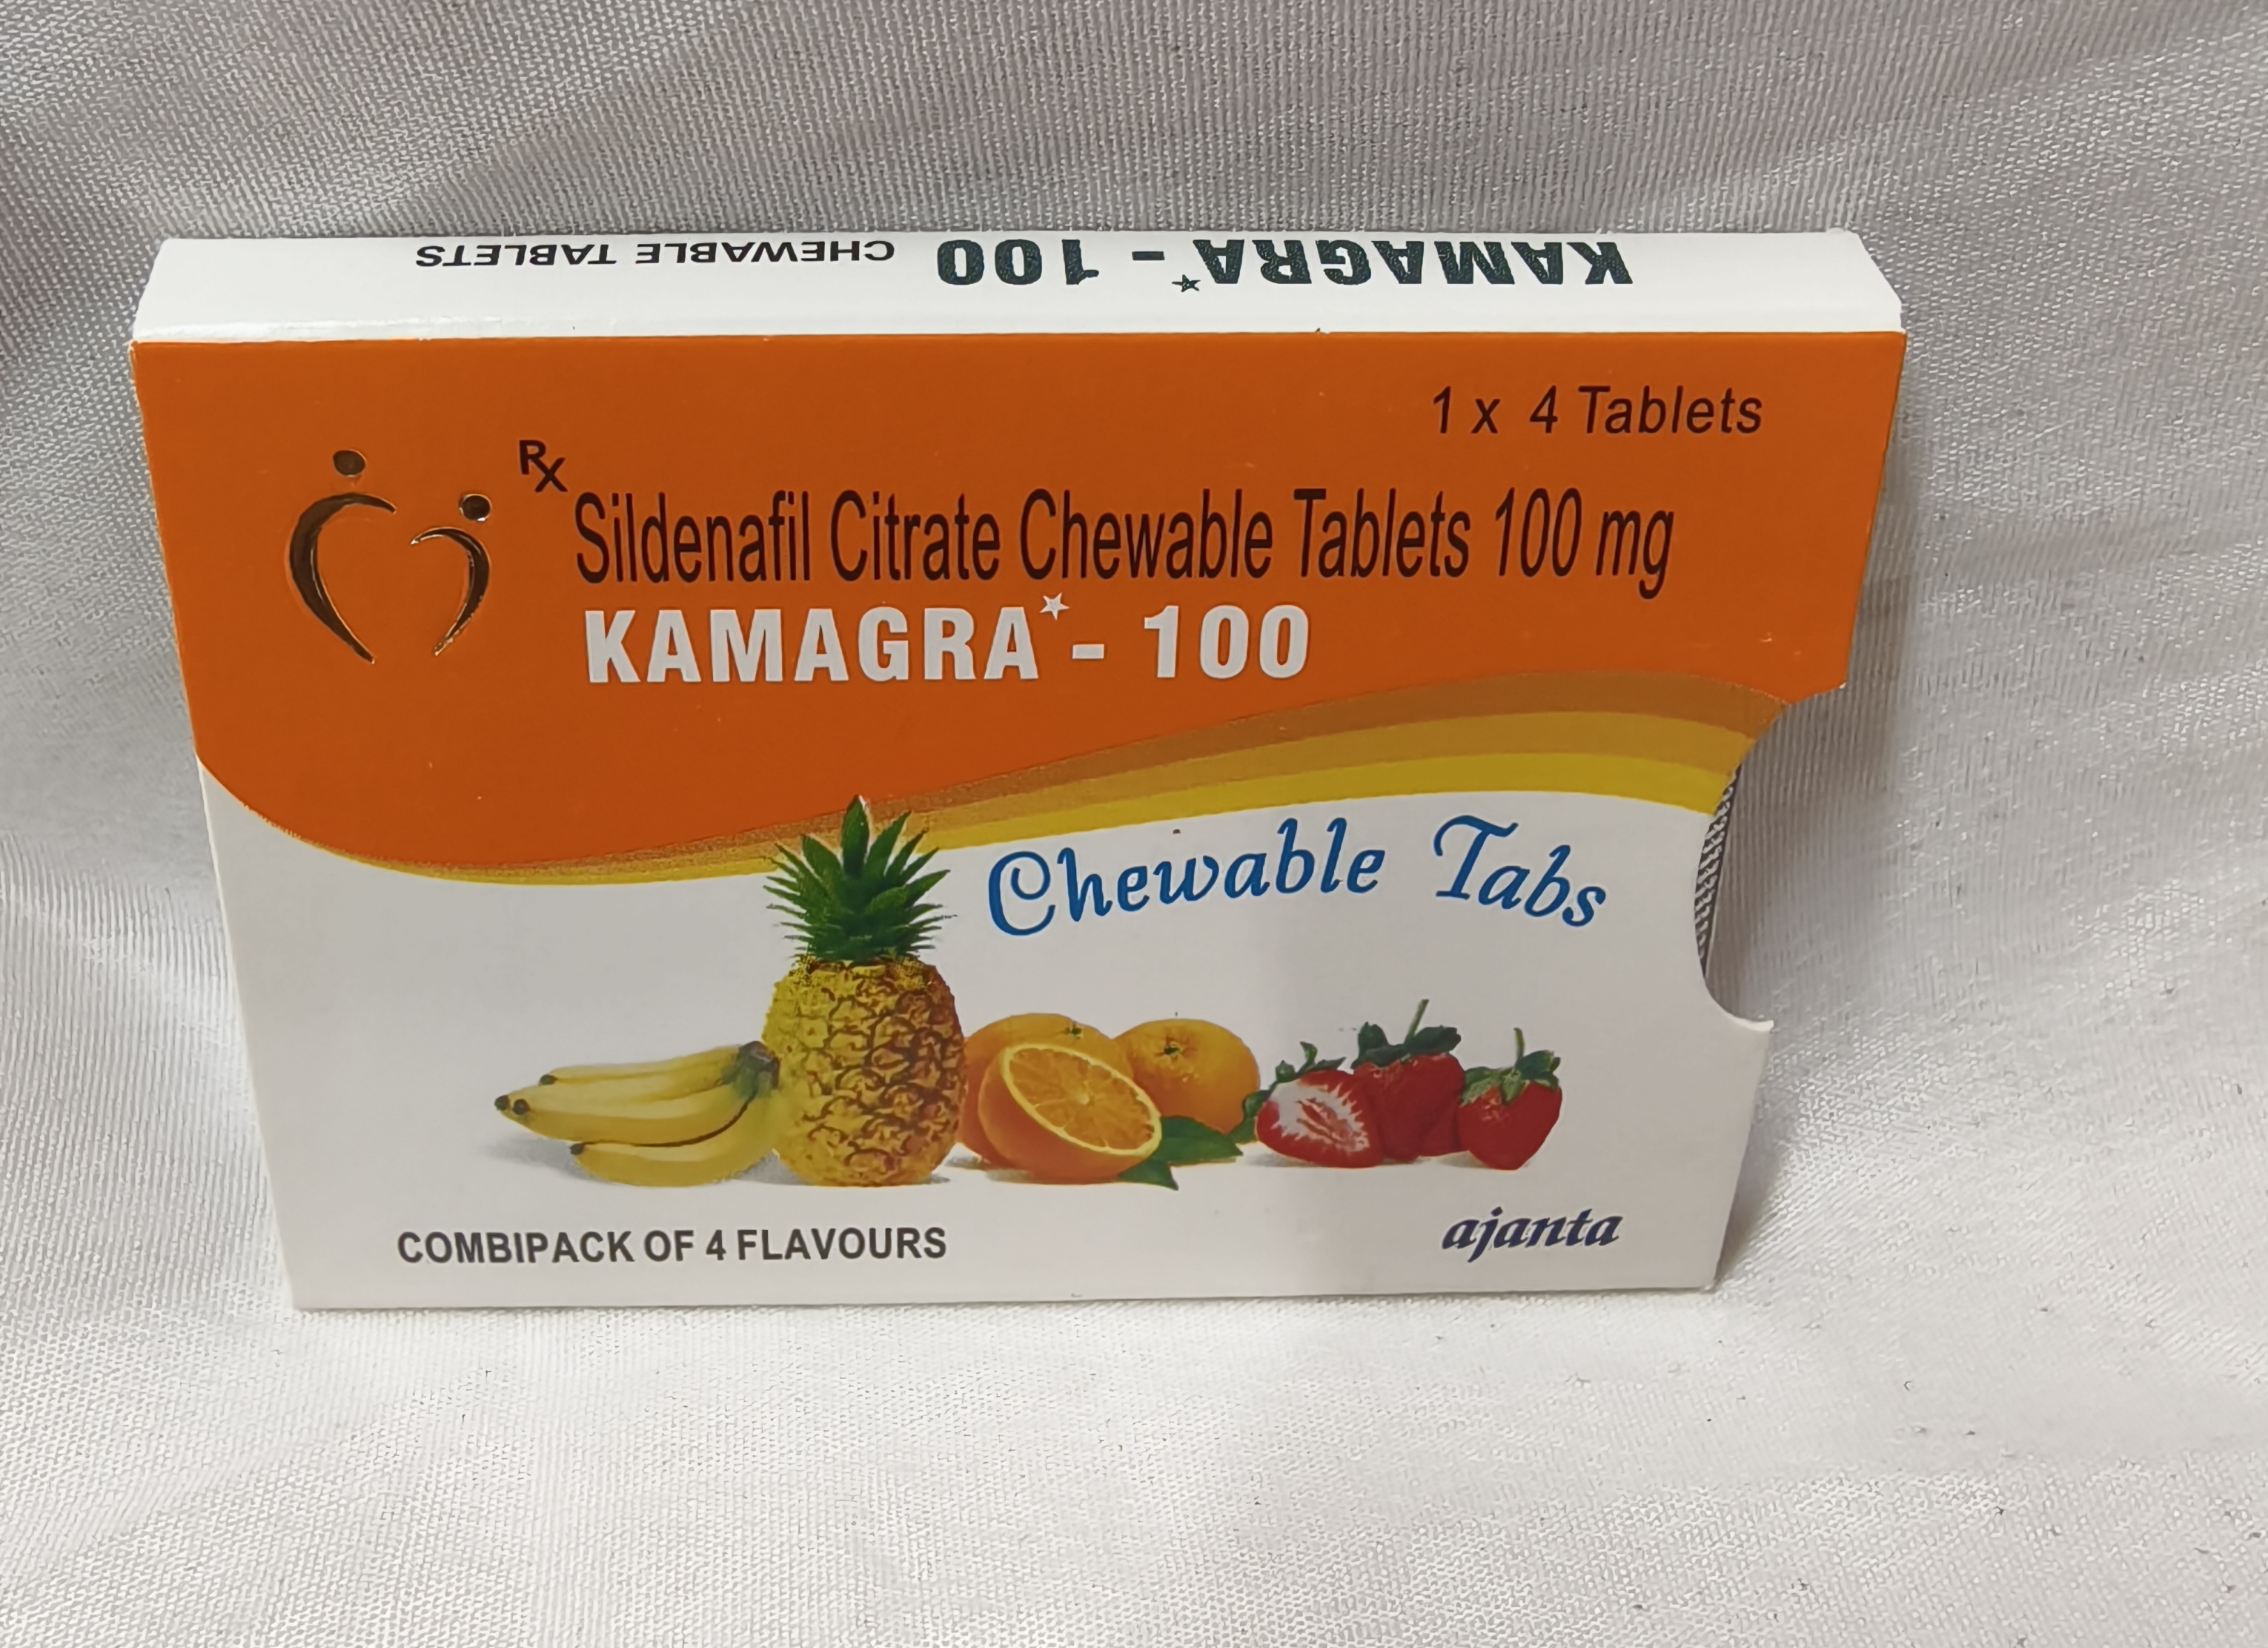 KAMAGRA* - 100 CHEWABLE TABLETS
1 x 4 Tablets
Rx
Sildenafil Citrate Chewable Tablets 100 mg
KAMAGRA* - 100
Chewable Tabs
COMBIPACK OF 4 FLAVOURS
ajanta